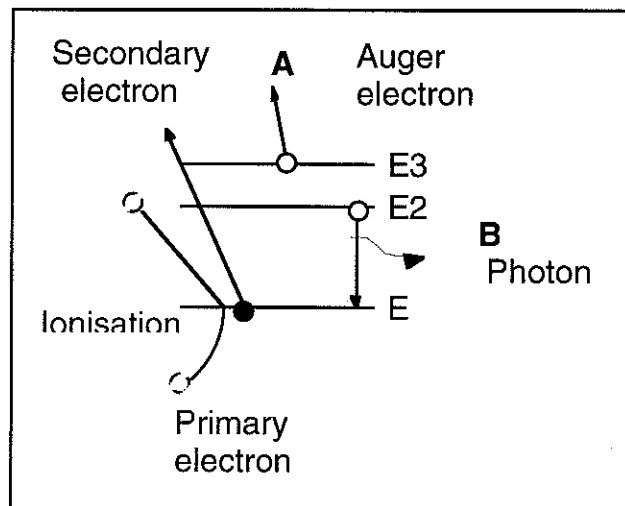 Secondary
electron
A
Auger
electron
E3
E2
B
Photon
E
Ionisation
Primary
electron